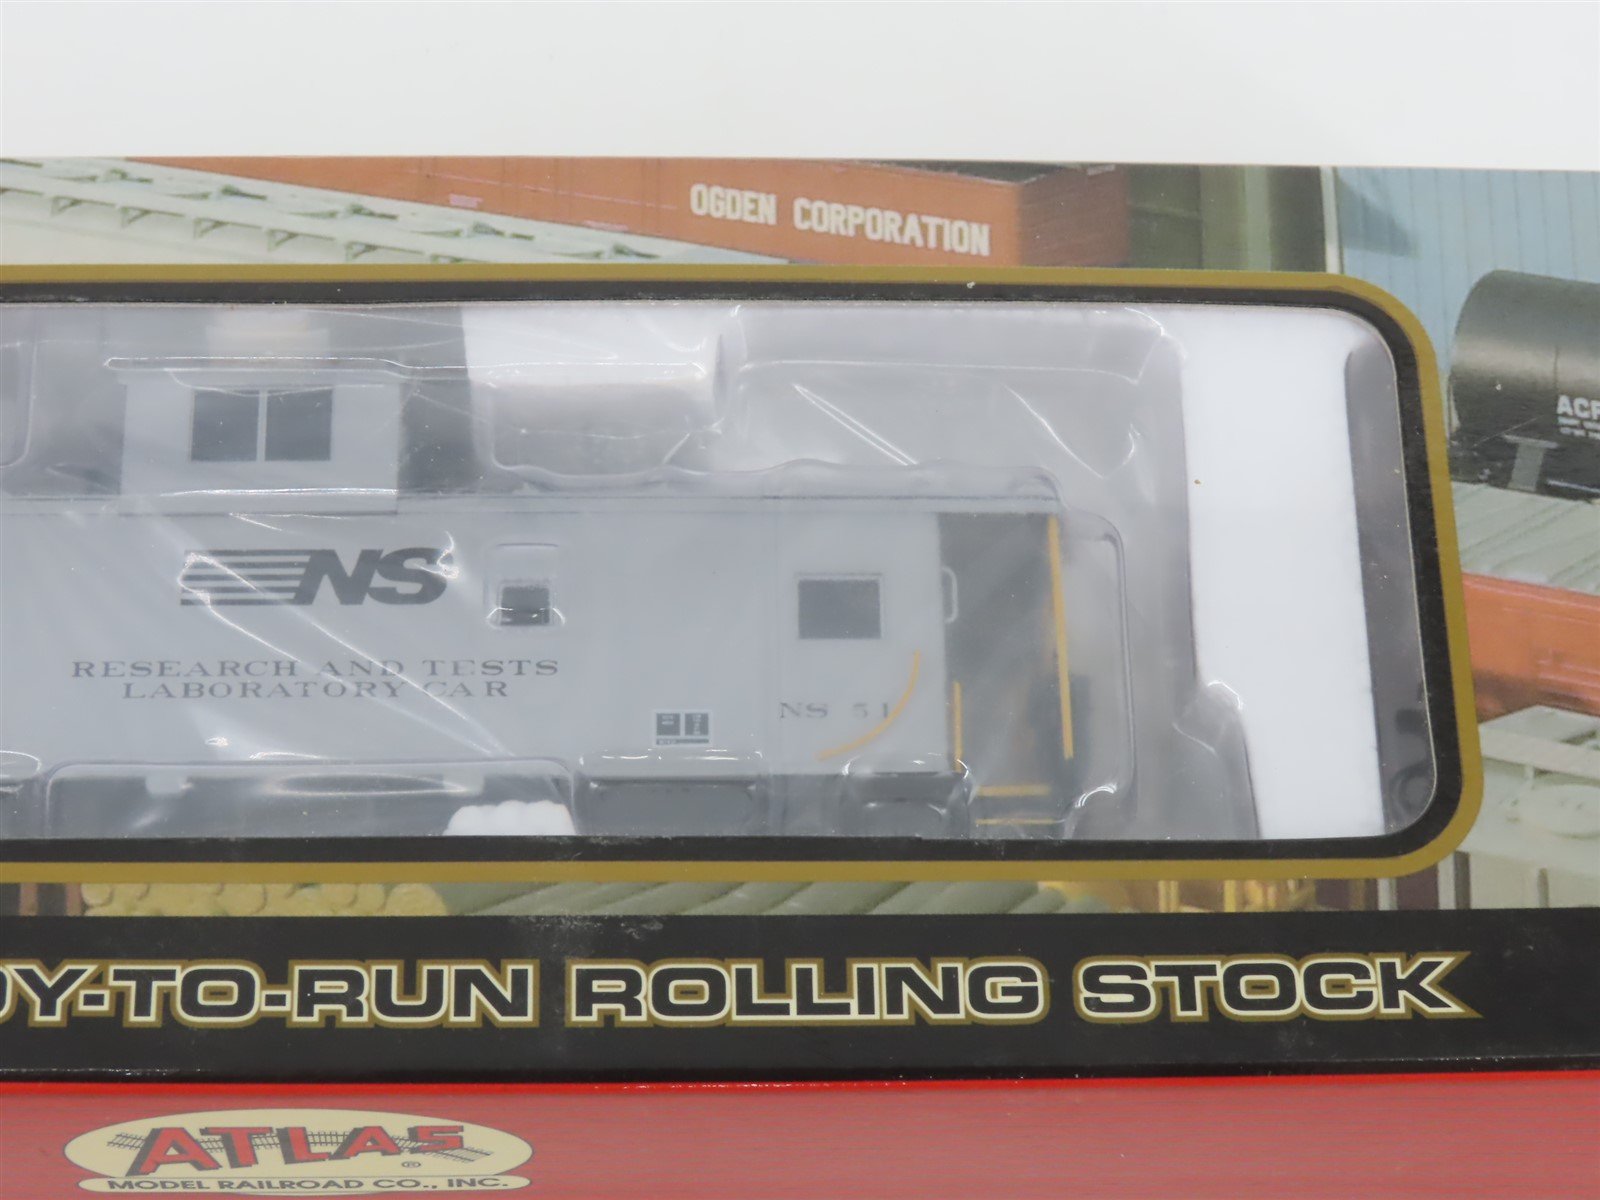 OGDEN CORPORATION
NS
RESEARCH AND TESTS
LABORATORY CAR
NS 51
DY-TO-RUN ROLLING STOCK
ATLAS
®
MODEL RAILROAD CO., INC.